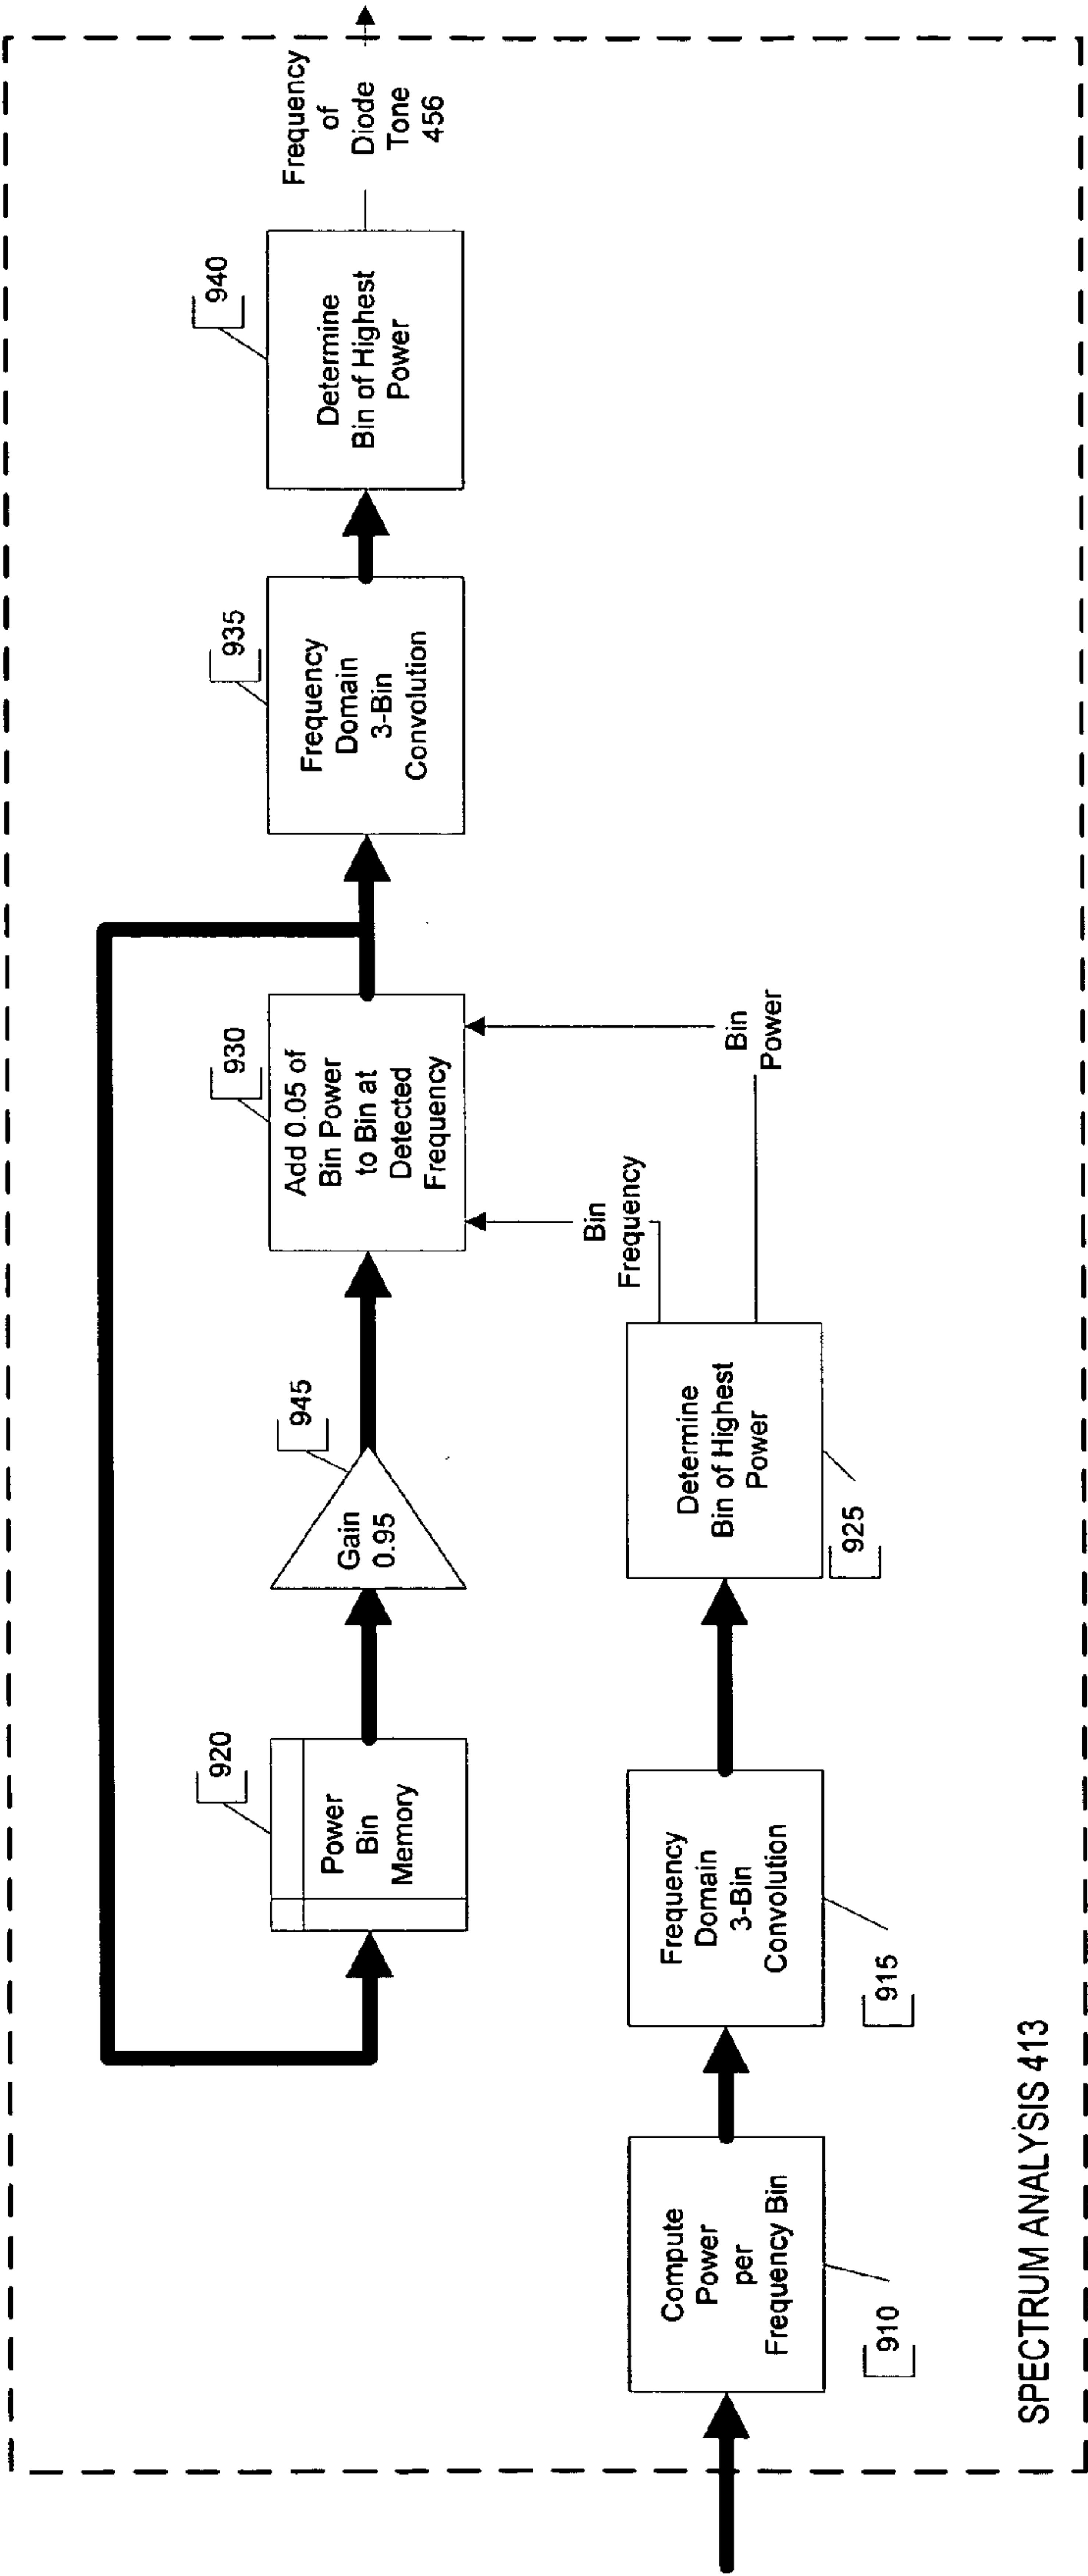 920
Power
Bin
Memory
945
Gain
0.95
930
Add 0.05 of
Bin Power
to Bin at
Detected
Frequency
935
Frequency
Domain
3-Bin
Convolution
940
Determine
Bin of Highest
Power
Frequency
of
Diode
Tone
456
Compute
Power
per
Frequency Bin
910
Frequency
Domain
3-Bin
Convolution
915
Determine
Bin of Highest
Power
925
Bin
Frequency
Bin
Power
SPECTRUM ANALYSIS 413